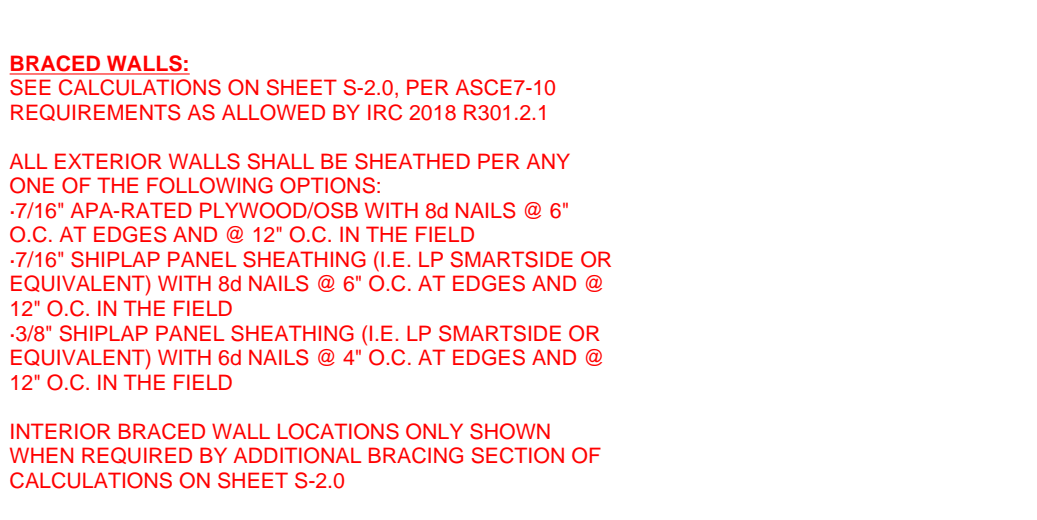 BRACED WALLS:
SEE CALCULATIONS ON SHEET S-2.0, PER ASCE7-10
REQUIREMENTS AS ALLOWED BY IRC 2018 R301.2.1
ALL EXTERIOR WALLS SHALL BE SHEATHED PER ANY
ONE OF THE FOLLOWING OPTIONS:
·7/16" APA-RATED PLYWOOD/OSB WITH 8d NAILS @ 6"
O.C. AT EDGES AND @ 12" O.C. IN THE FIELD
·7/16" SHIPLAP PANEL SHEATHING (I.E. LP SMARTSIDE OR
EQUIVALENT) WITH 8d NAILS @ 6" O.C. AT EDGES AND @
12" O.C. IN THE FIELD
·3/8" SHIPLAP PANEL SHEATHING (I.E. LP SMARTSIDE OR
EQUIVALENT) WITH 6d NAILS @ 4" O.C. AT EDGES AND @
12" O.C. IN THE FIELD
INTERIOR BRACED WALL LOCATIONS ONLY SHOWN
WHEN REQUIRED BY ADDITIONAL BRACING SECTION OF
CALCULATIONS ON SHEET S-2.0